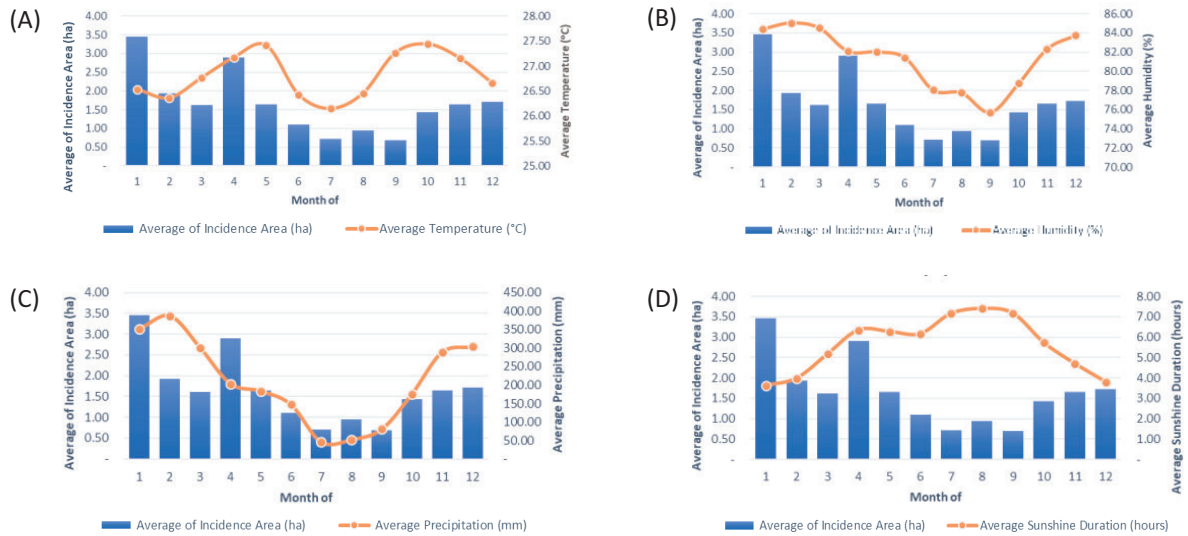 (A)
Average of Incidence Area (ha)
4.00
3.50
3.00
2.50
2.00
1.50
1.00
0.50
-
28.00
27.50
27.00
26.50
26.00
25.50
25.00
Average Temperature (°C)
1 2 3 4 5 6 7 8 9 10 11 12
Month of
Average of Incidence Area (ha) Average Temperature (°C)
(B)
Average of Incidence Area (ha)
4.00
3.50
3.00
2.50
2.00
1.50
1.00
0.50
-
86.00
84.00
82.00
80.00
78.00
76.00
74.00
72.00
70.00
Average Humidity (%)
1 2 3 4 5 6 7 8 9 10 11 12
Month of
Average of Incidence Area (ha) Average Humidity (%)
(C)
Average of Incidence Area (ha)
4.00
3.50
3.00
2.50
2.00
1.50
1.00
0.50
-
450.00
400.00
350.00
300.00
250.00
200.00
150.00
100.00
50.00
-
Average Precipitation (mm)
1 2 3 4 5 6 7 8 9 10 11 12
Month of
Average of Incidence Area (ha) Average Precipitation (mm)
(D)
Average of Incidence Area (ha)
4.00
3.50
3.00
2.50
2.00
1.50
1.00
0.50
-
8.00
7.00
6.00
5.00
4.00
3.00
2.00
1.00
-
Average Sunshine Duration (hours)
1 2 3 4 5 6 7 8 9 10 11 12
Month of
Average of Incidence Area (ha) Average Sunshine Duration (hours)